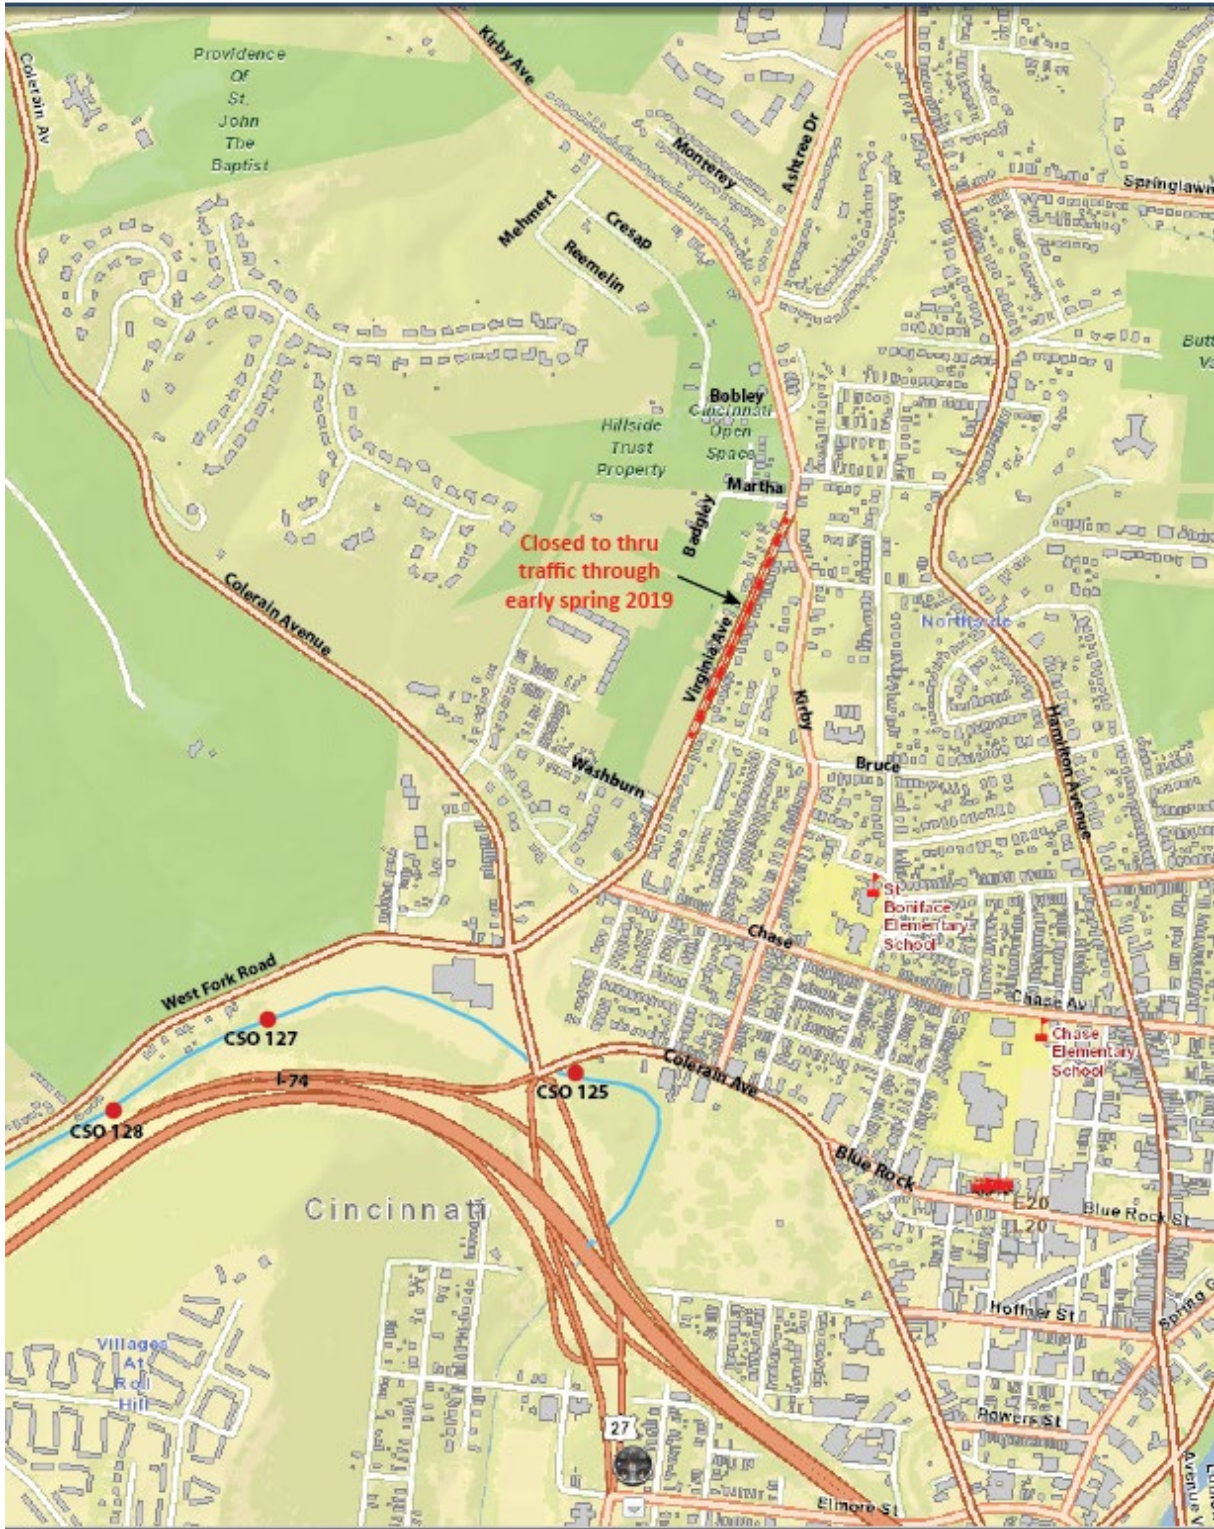 Kirby Ave
Colerain Av
Providence
Of
St.
John
The
Baptist
Monterey
Ashtree Dr
Springlawn
Mehmert
Cresap
Reemelin
Bobley
Cincinnati
Open
Space
Hillside
Trust
Property
Martha
Badgley
Closed to thru
traffic through
early spring 2019
Colerain Avenue
Virginia Ave
Northside
Kirby
Hamilton Avenue
Bruce
Washburn
St.
Boniface
Elementary
School
Chase
West Fork Road
Chase Av
Chase
Elementary
School
CSO 127
I-74
CSO 125
Colerain Ave
CSO 128
Blue Rock
Cincinnati
E20
L20
Blue Rock St
Hoffner St
Spring G
Villages
At
Roll
Hill
Powers St
27
Elmore St